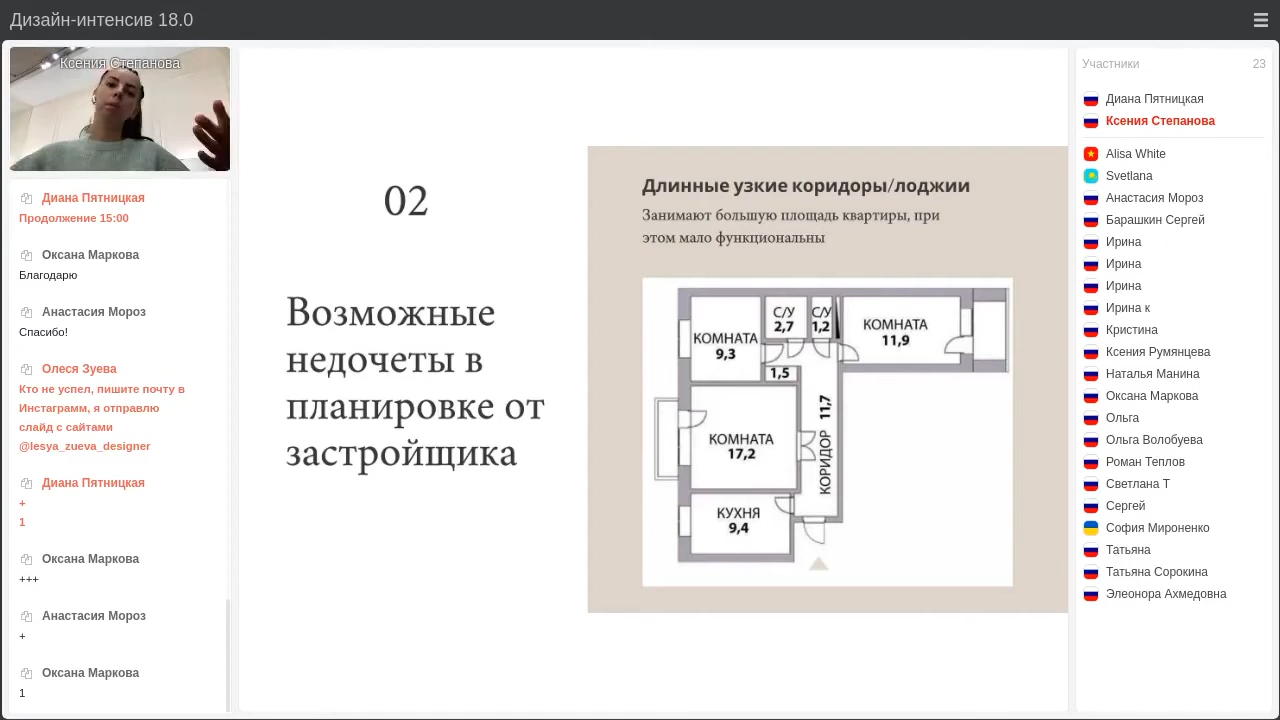 Дизайн-интенсив 18.0
Ксения Степанова
Диана Пятницкая
Продолжение 15:00
Оксана Маркова
Благодарю
Анастасия Мороз
Спасибо!
Олеся Зуева
Кто не успел, пишите почту в
Инстаграмм, я отправлю
слайд с сайтами
@lesya_zueva_designer
Диана Пятницкая
+
1
Оксана Маркова
+++
Анастасия Мороз
+
Оксана Маркова
1
02
Возможные
недочеты в
планировке от
застройщика
Длинные узкие коридоры/лоджии
Занимают большую площадь квартиры, при
этом мало функциональны
КОМНАТА
9,3
С/У
2,7
С/У
1,2
КОМНАТА
11,9
1,5
КОМНАТА
17,2
КОРИДОР 11,7
КУХНЯ
9,4
Участники 23
Диана Пятницкая
Ксения Степанова
Alisa White
Svetlana
Анастасия Мороз
Барашкин Сергей
Ирина
Ирина
Ирина
Ирина к
Кристина
Ксения Румянцева
Наталья Манина
Оксана Маркова
Ольга
Ольга Волобуева
Роман Теплов
Светлана Т
Сергей
София Мироненко
Татьяна
Татьяна Сорокина
Элеонора Ахмедовна